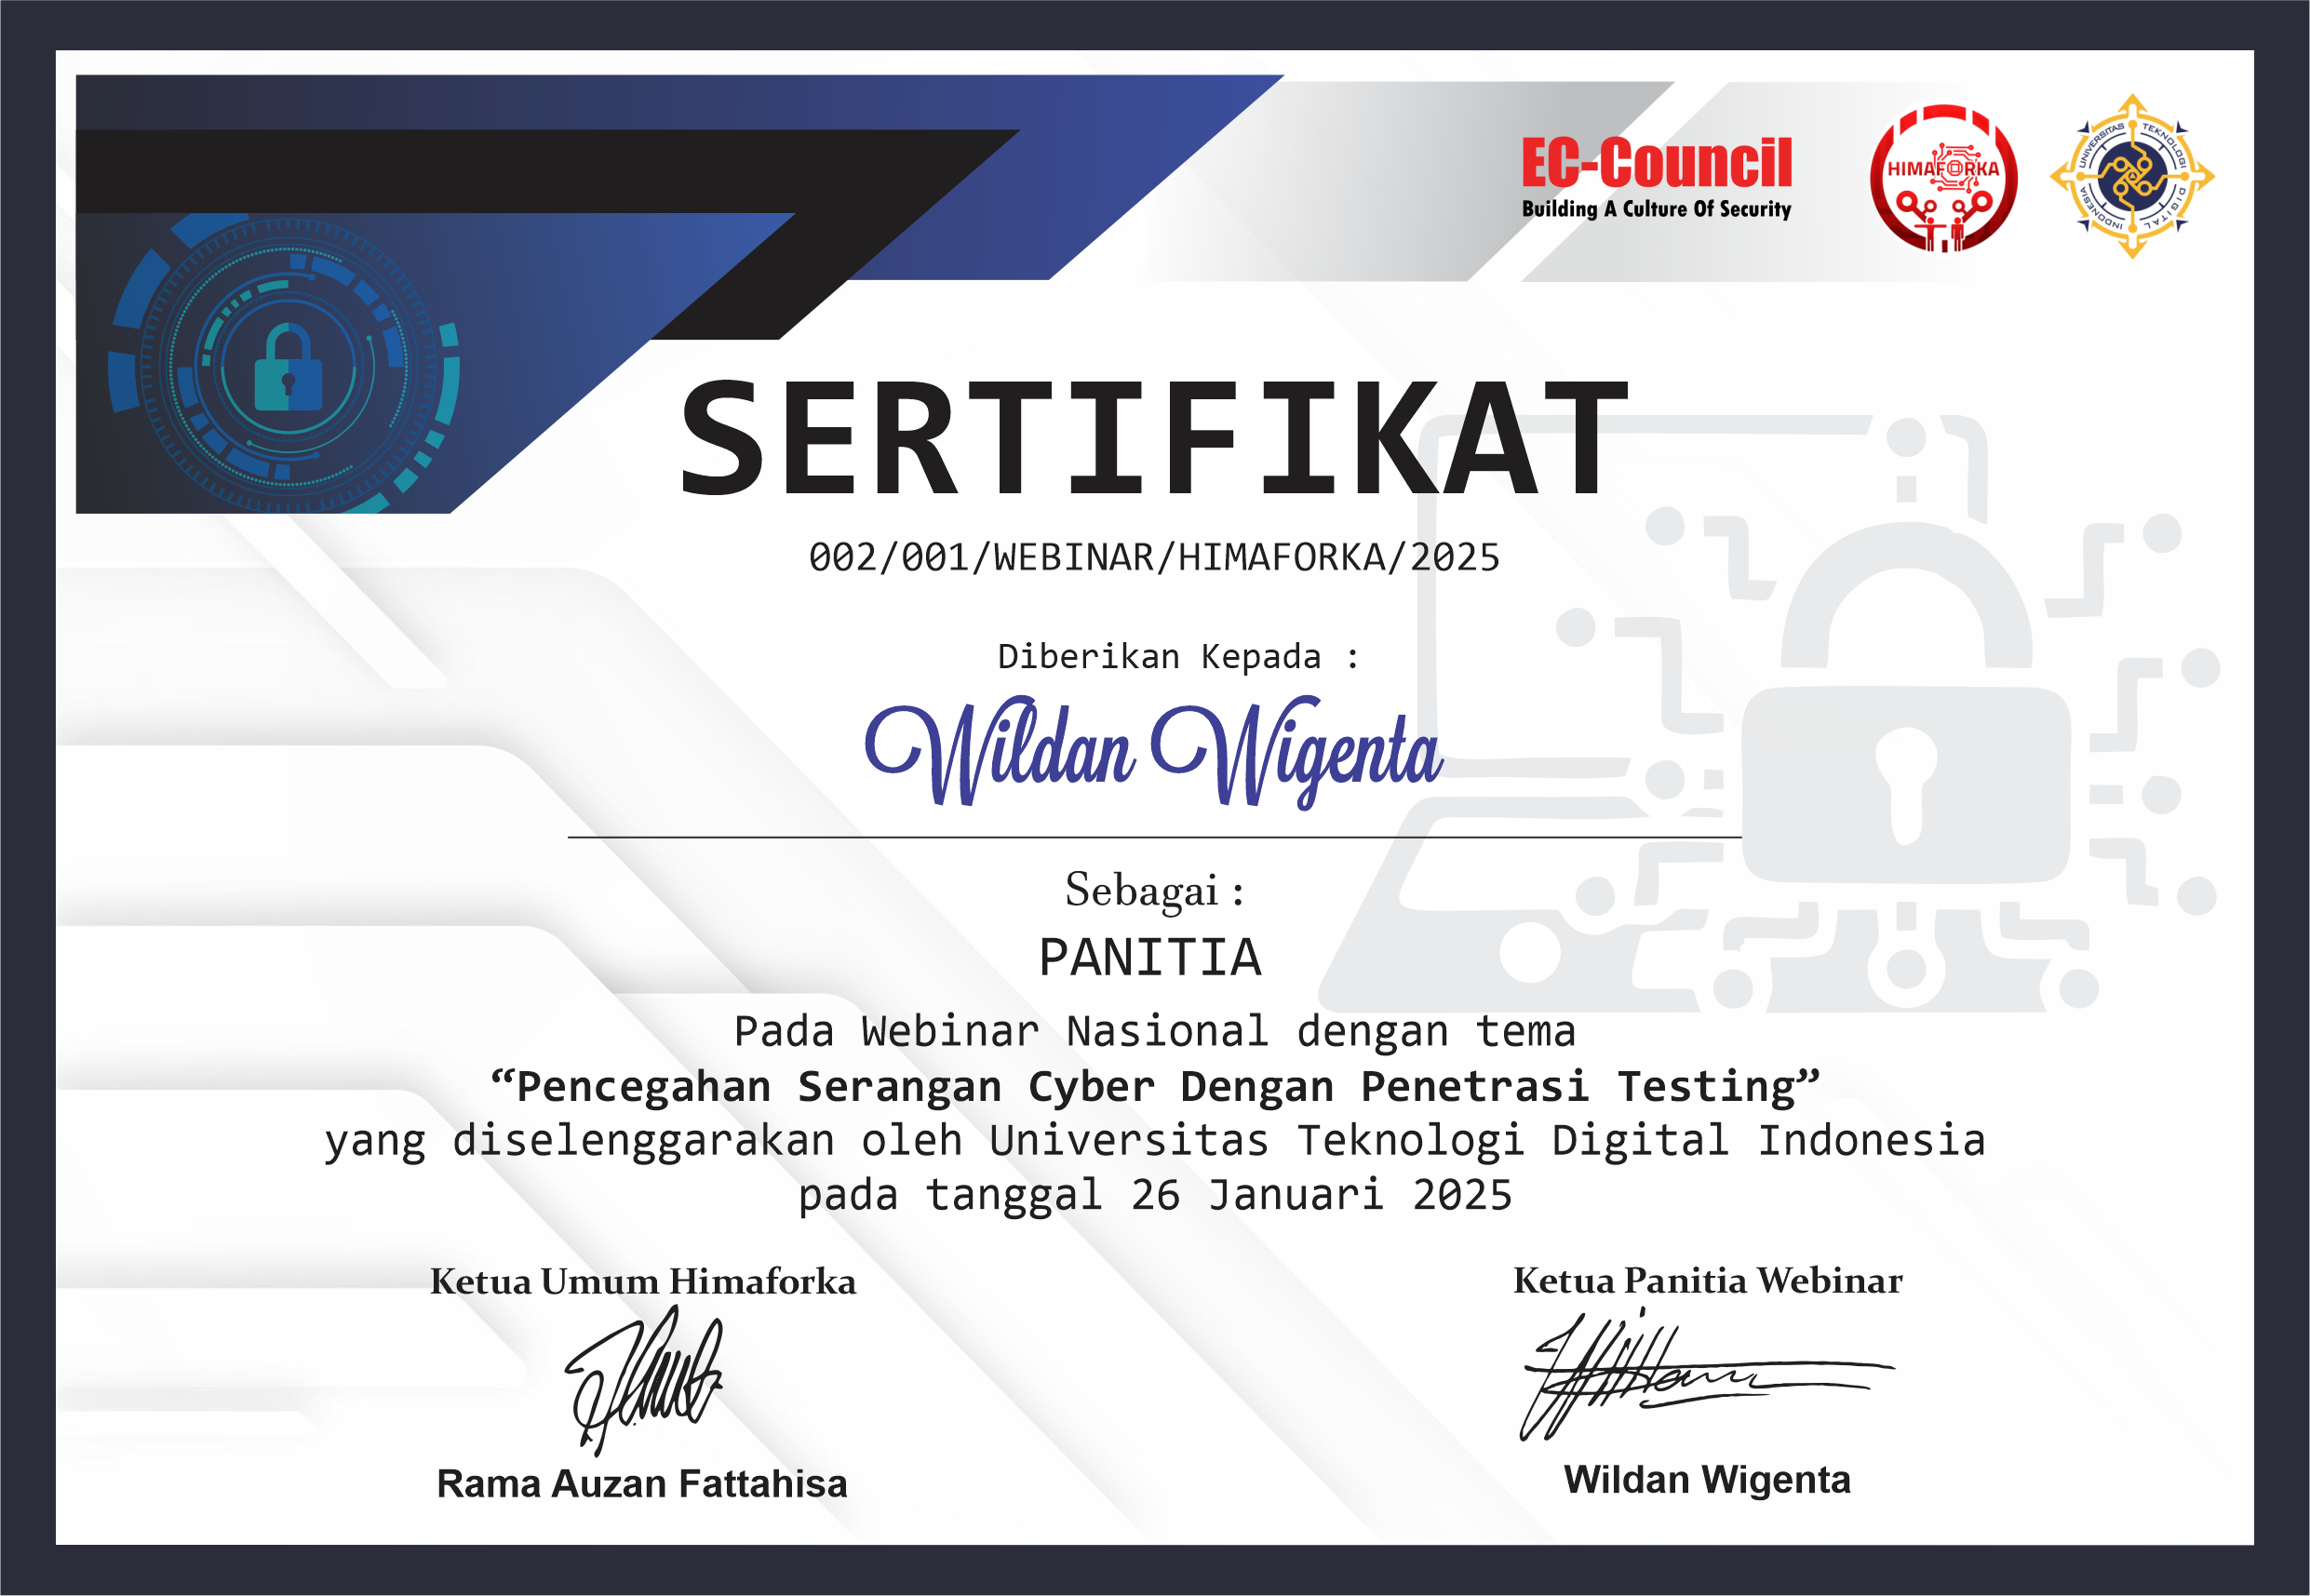 EC-Council
Building A Culture Of Security
HIMAFORKA
UNIVERSITAS TEKNOLOGI DIGITAL INDONESIA
SERTIFIKAT
002/001/WEBINAR/HIMAFORKA/2025
Diberikan Kepada :
Wildan Wigenta
Sebagai :
PANITIA
Pada Webinar Nasional dengan tema
“Pencegahan Serangan Cyber Dengan Penetrasi Testing”
yang diselenggarakan oleh Universitas Teknologi Digital Indonesia
pada tanggal 26 Januari 2025
Ketua Umum Himaforka
Rama Auzan Fattahisa
Ketua Panitia Webinar
Wildan Wigenta